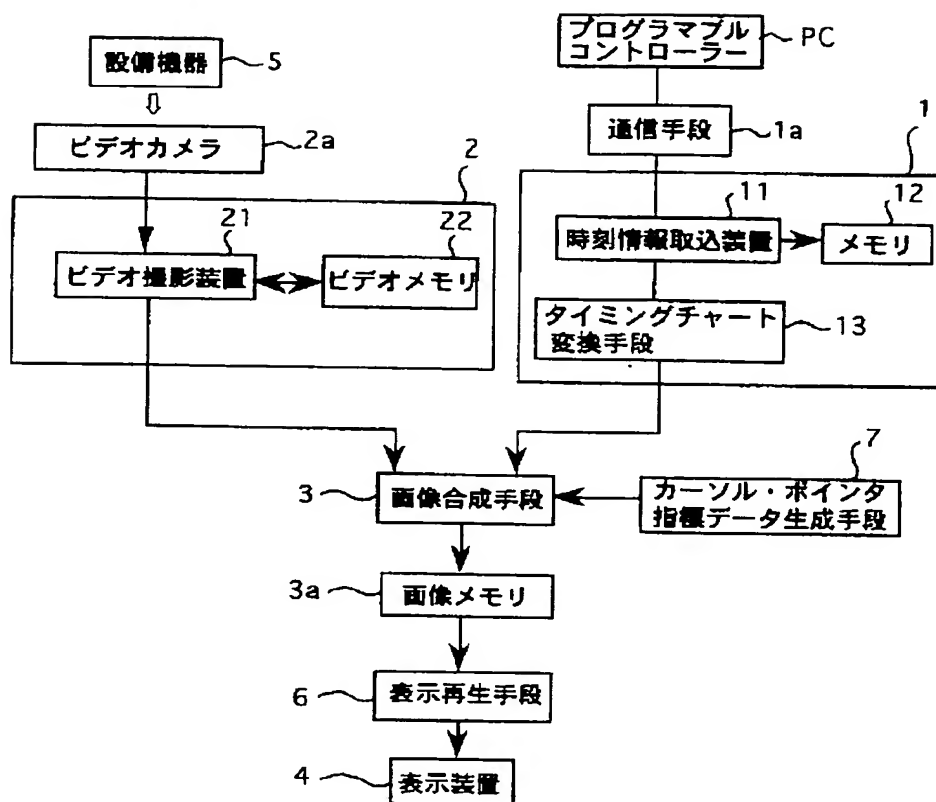 設備機器
5
プログラマブル
コントローラー
PC
ビデオカメラ
2a
通信手段
1a
1
2
21
22
ビデオ撮影装置
ビデオメモリ
11
12
時刻情報取込装置
メモリ
タイミングチャート
変換手段
13
3
画像合成手段
7
カーソル・ポインタ
指標データ生成手段
3a
画像メモリ
6
表示再生手段
4
表示装置